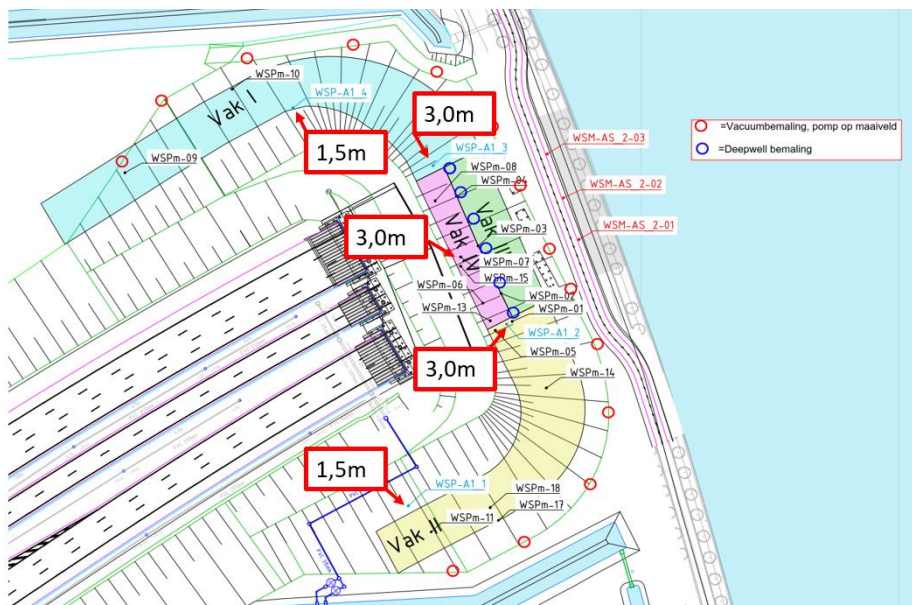 WSPm-10
Vak I
WSP-A1_4
3,0m
1,5m
WSPm-09
WSP-A1_3
WSPm-08
WSPm-04
WSM-AS_2-03
=Vacuumbemaling, pomp op maaiveld
=Deepwell bemaling
WSM-AS_2-02
3,0m
Vak IV
WSPm-03
WSM-AS_2-01
WSPm-07
WSPm-15
WSPm-06
WSPm-02
WSPm-13
WSPm-01
WSP-A1_2
3,0m
WSPm-05
WSPm-14
1,5m
WSP-A1_1
WSPm-18
WSPm-17
WSPm-11
Vak II